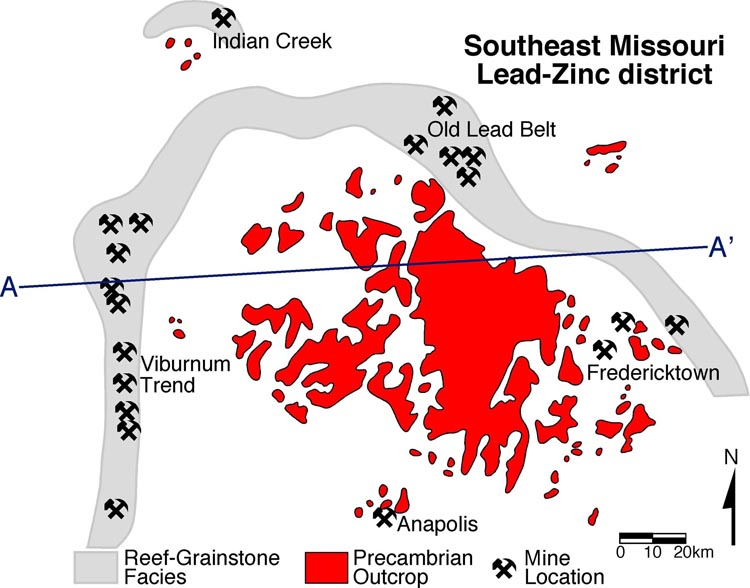 Indian Creek
Southeast Missouri
Lead-Zinc district
Old Lead Belt
A
A'
Viburnum
Trend
Fredericktown
Anapolis
N
Reef-Grainstone
Facies
Precambrian
Outcrop
Mine
Location
0 10 20km